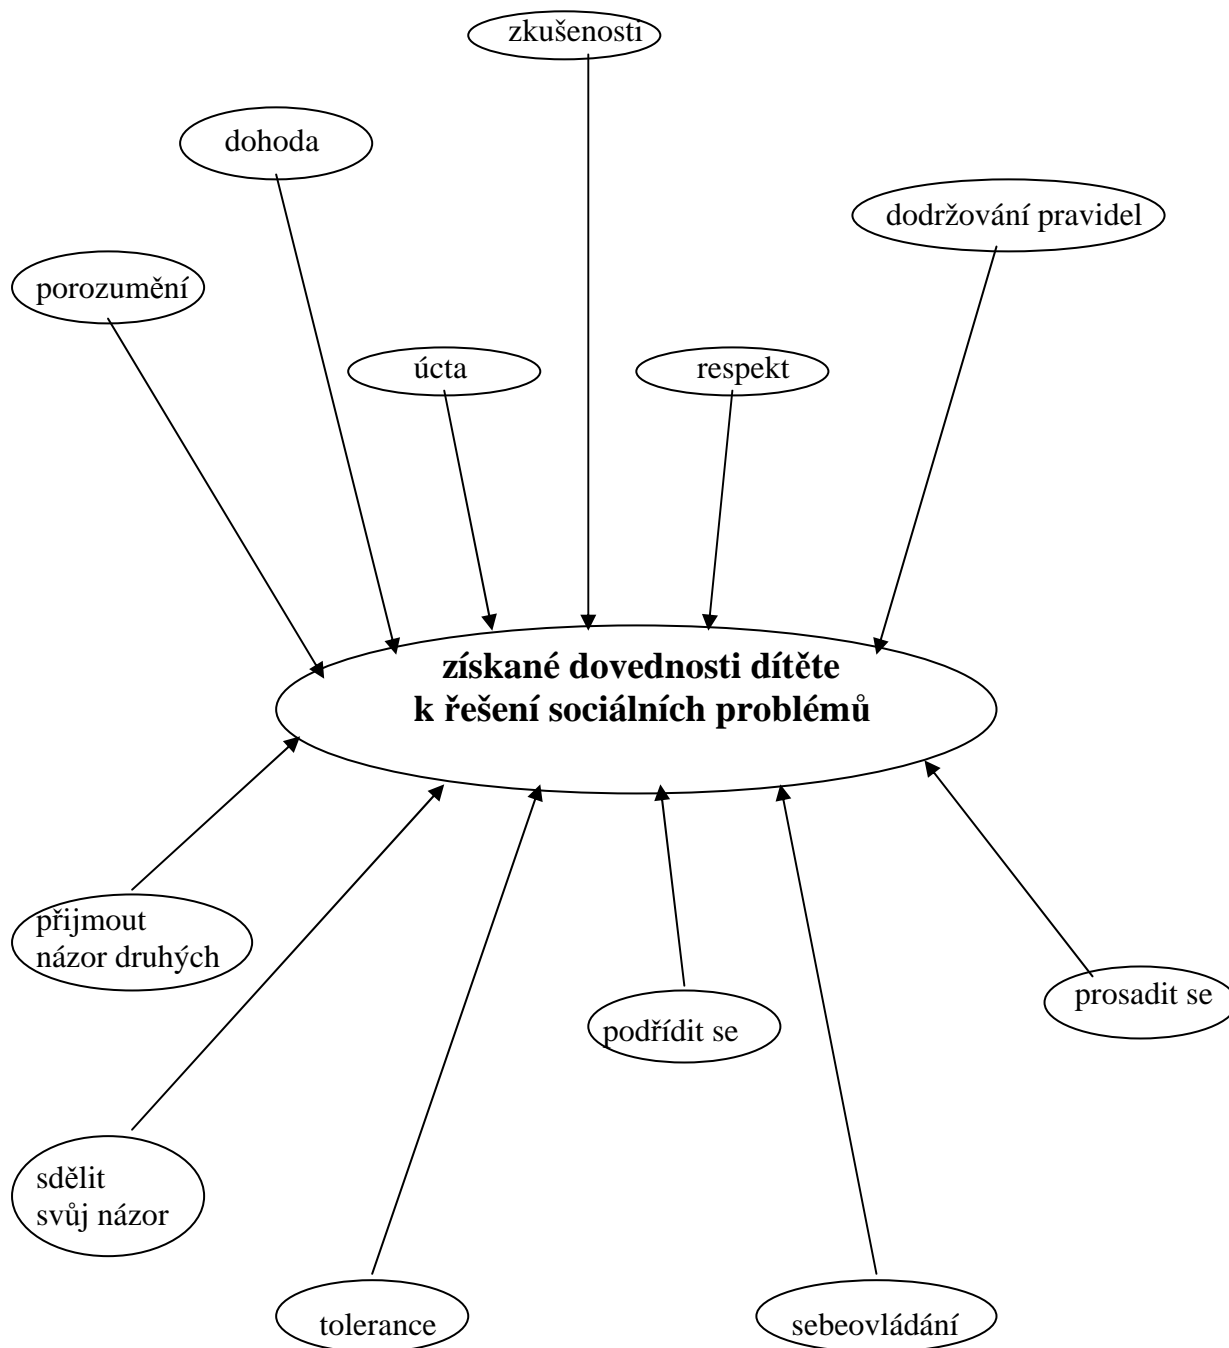 zkušenosti
dohoda
dodržování pravidel
porozumění
úcta
respekt
získané dovednosti dítěte
k řešení sociálních problémů
přijmout
názor druhých
prosadit se
podřídit se
sdělit
svůj názor
tolerance
sebeovládání